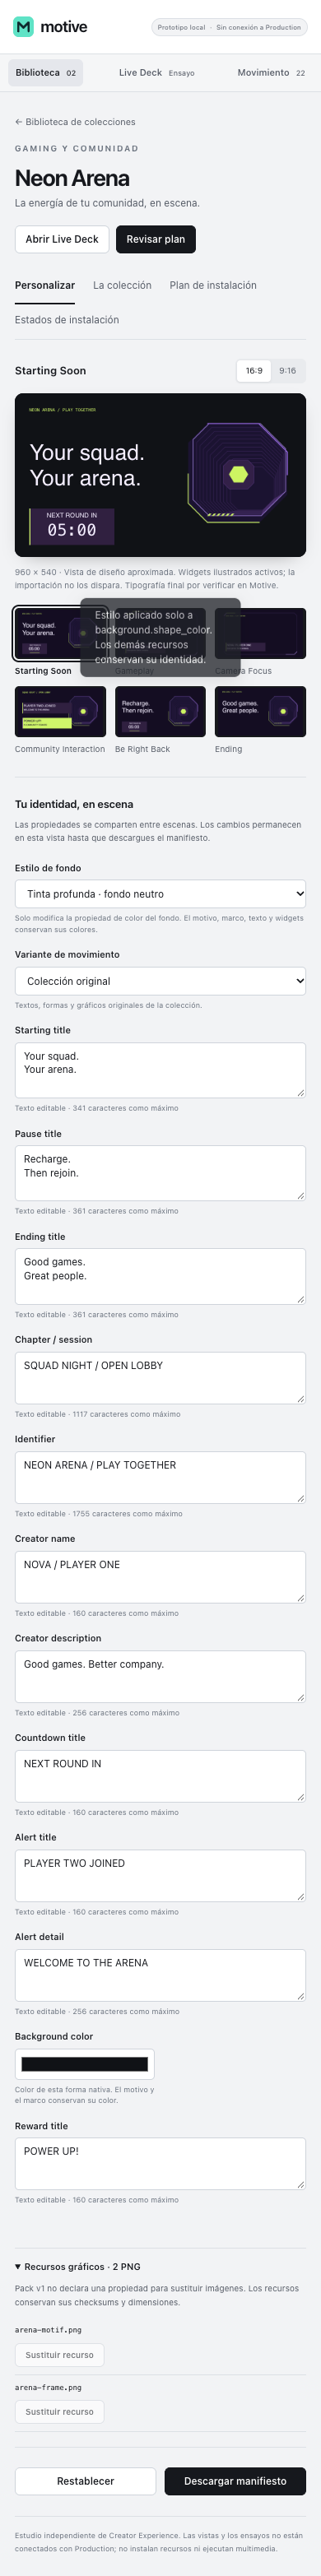 motive
Prototipo local · Sin conexión a Production
Biblioteca 02
Live Deck Ensayo
Movimiento 22
← Biblioteca de colecciones
GAMING Y COMUNIDAD
Neon Arena
La energía de tu comunidad, en escena.
Abrir Live Deck
Revisar plan
Personalizar
La colección
Plan de instalación
Estados de instalación
Starting Soon
16:9
9:16
NEON ARENA / PLAY TOGETHER
Your squad.
Your arena.
NEXT ROUND IN
05:00
960 × 540 · Vista de diseño aproximada. Widgets ilustrados activos; la
importación no los dispara. Tipografía final por verificar en Motive.
Estilo aplicado solo a
background.shape_color.
Los demás recursos
conservan su identidad.
Your squad.
Your arena.
Starting Soon
Community Interaction
Recharge.
Then rejoin.
Be Right Back
Good games.
Great people.
Ending
Tu identidad, en escena
Las propiedades se comparten entre escenas. Los cambios permanecen
en esta vista hasta que descargues el manifiesto.
Estilo de fondo
Tinta profunda · fondo neutro
Solo modifica la propiedad de color del fondo. El motivo, marco, texto y widgets
conservan sus colores.
Variante de movimiento
Colección original
Textos, formas y gráficos originales de la colección.
Starting title
Your squad.
Your arena.
Texto editable · 341 caracteres como máximo
Pause title
Recharge.
Then rejoin.
Texto editable · 361 caracteres como máximo
Ending title
Good games.
Great people.
Texto editable · 361 caracteres como máximo
Chapter / session
SQUAD NIGHT / OPEN LOBBY
Texto editable · 1117 caracteres como máximo
Identifier
NEON ARENA / PLAY TOGETHER
Texto editable · 1755 caracteres como máximo
Creator name
NOVA / PLAYER ONE
Texto editable · 160 caracteres como máximo
Creator description
Good games. Better company.
Texto editable · 256 caracteres como máximo
Countdown title
NEXT ROUND IN
Texto editable · 160 caracteres como máximo
Alert title
PLAYER TWO JOINED
Texto editable · 160 caracteres como máximo
Alert detail
WELCOME TO THE ARENA
Texto editable · 256 caracteres como máximo
Background color
Color de esta forma nativa. El motivo y
el marco conservan su color.
Reward title
POWER UP!
Texto editable · 160 caracteres como máximo
▼ Recursos gráficos · 2 PNG
Pack v1 no declara una propiedad para sustituir imágenes. Los recursos
conservan sus checksums y dimensiones.
arena-motif.png
Sustituir recurso
arena-frame.png
Sustituir recurso
Restablecer
Descargar manifiesto
Estudio independiente de Creator Experience. Las vistas y los ensayos no están
conectados con Production; no instalan recursos ni ejecutan multimedia.